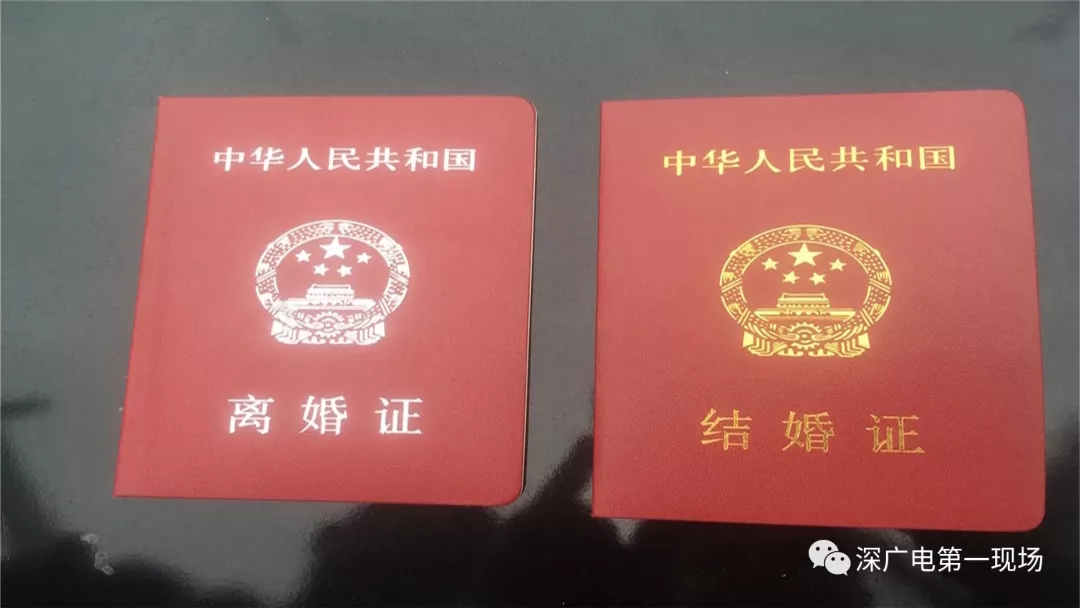 中华人民共和国
离婚证
中华人民共和国
结婚证
深广电第一现场